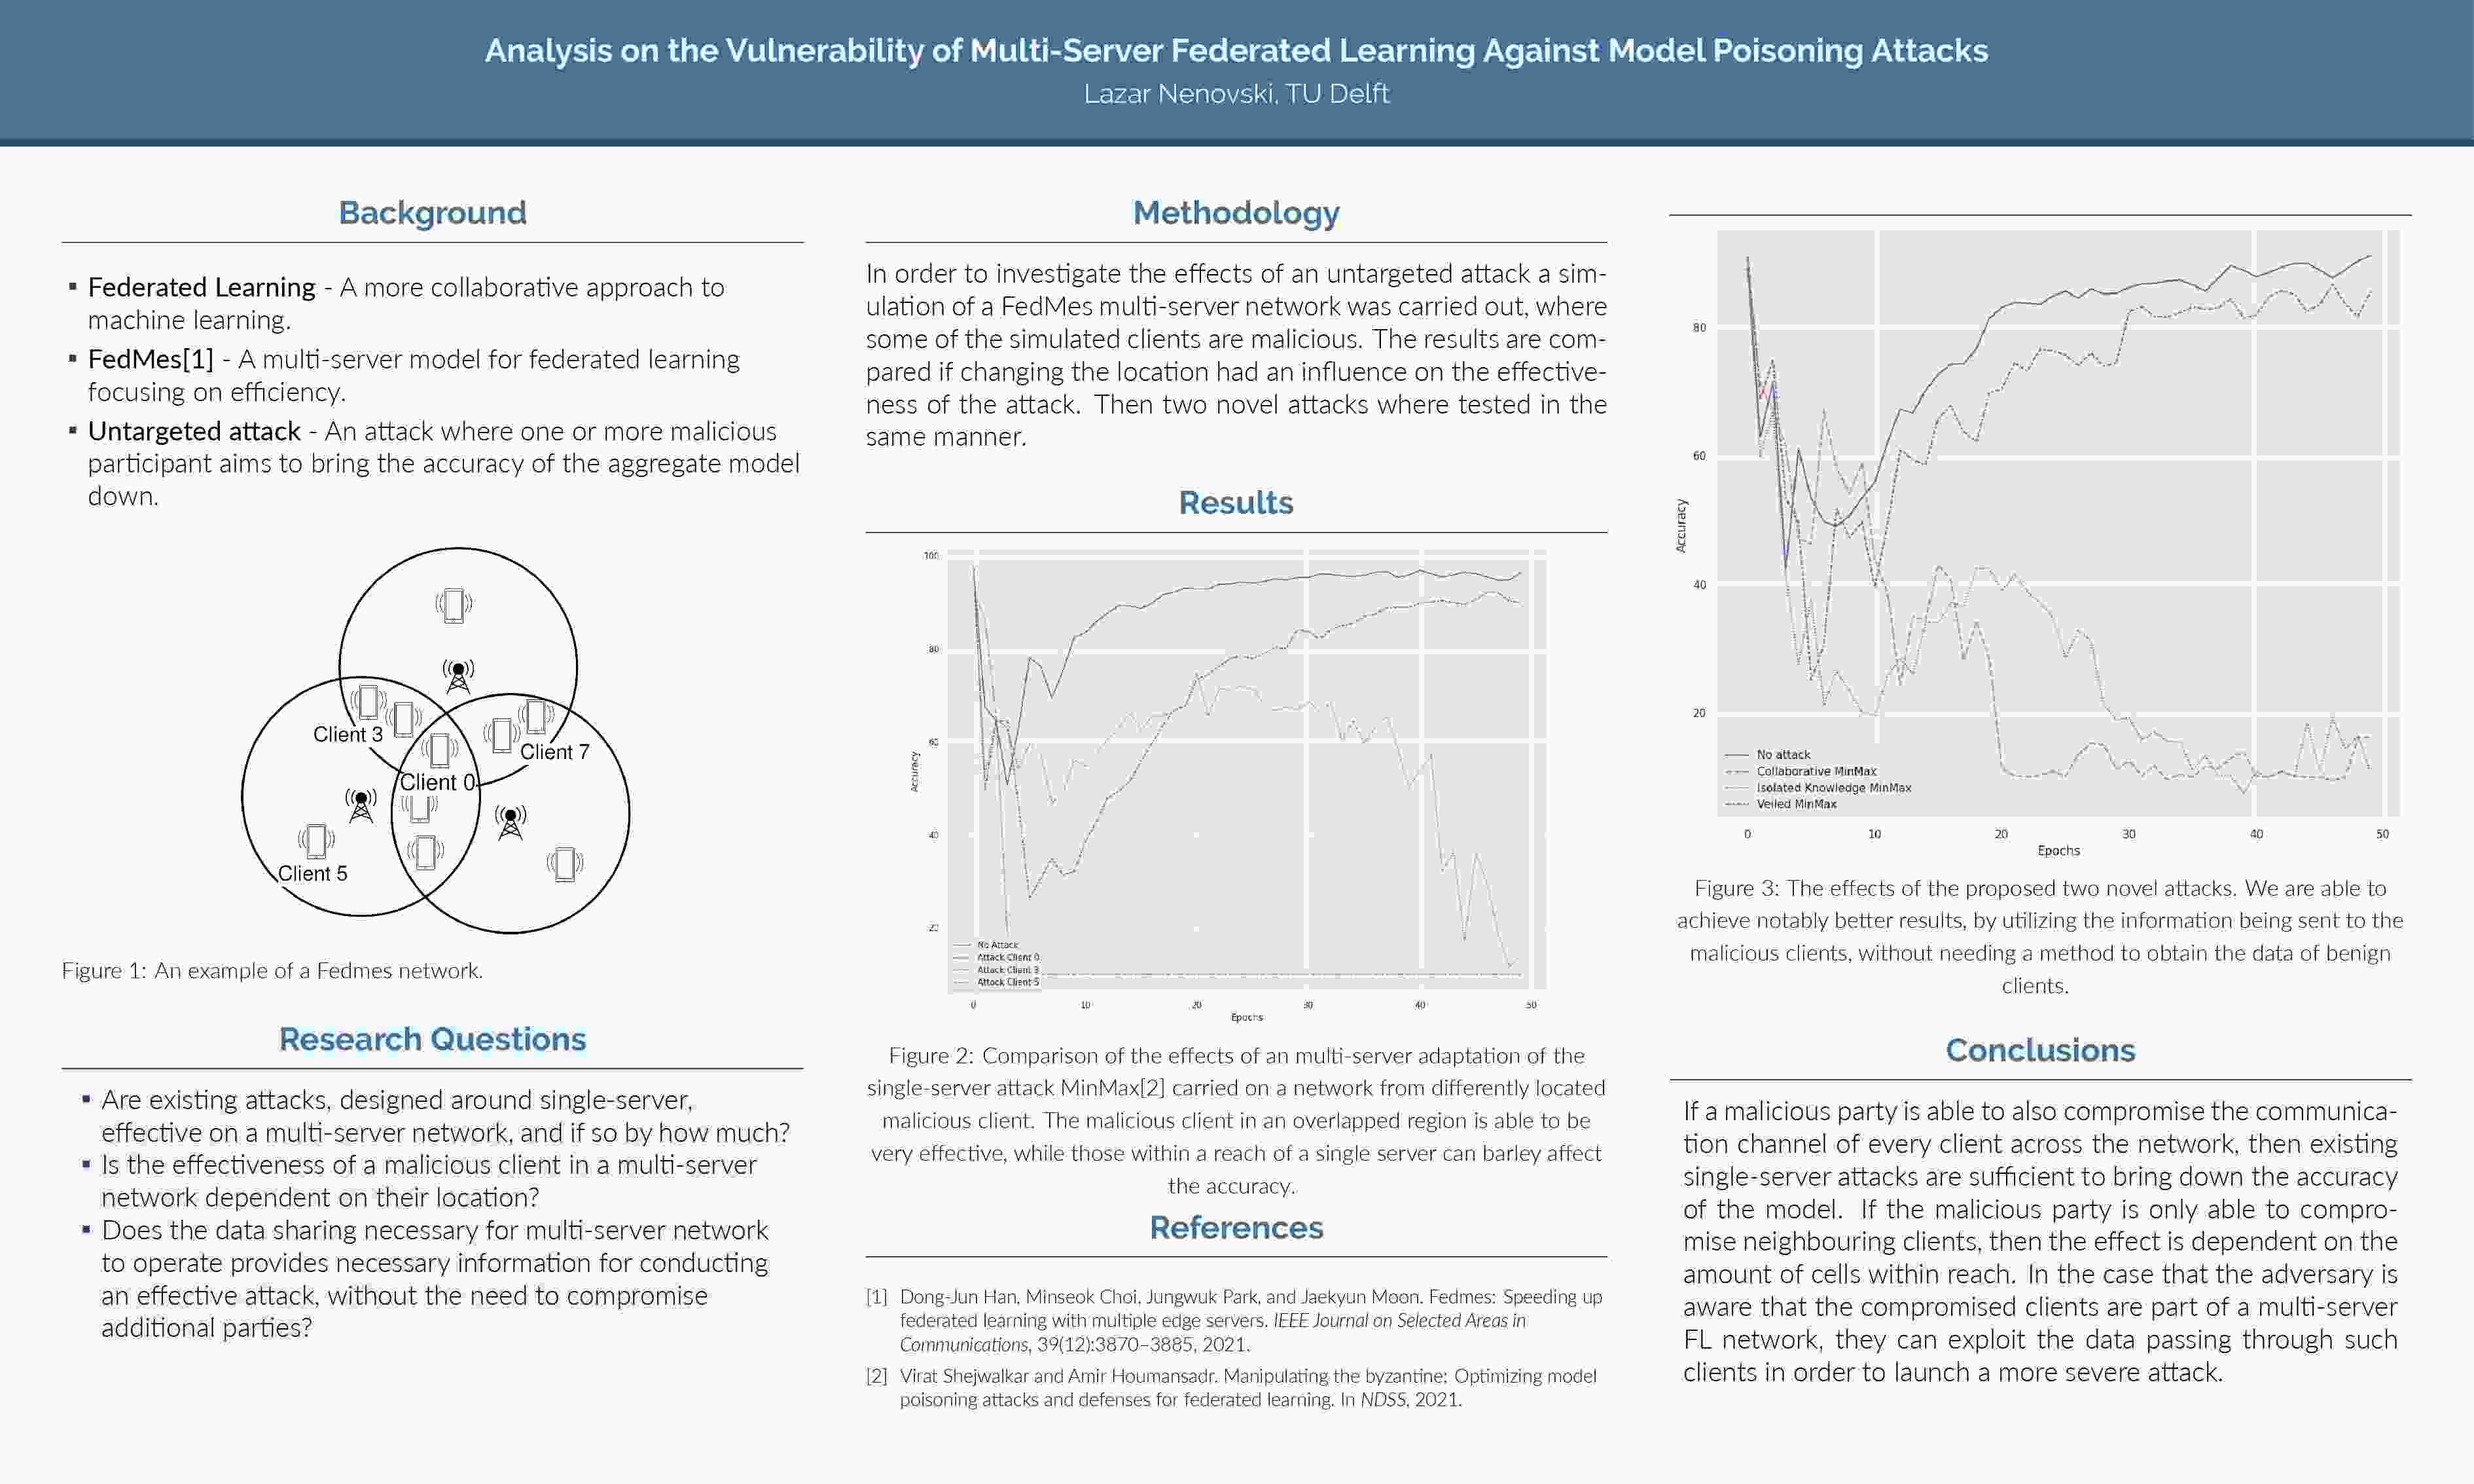 Analysis on the Vulnerability of Multi-Server Federated Learning Against Model Poisoning Attacks
Lazar Nenovski, TU Delft
Background
▪ Federated Learning - A more collaborative approach to
machine learning.
▪ FedMes[1] - A multi-server model for federated learning
focusing on efficiency.
▪ Untargeted attack - An attack where one or more malicious
participant aims to bring the accuracy of the aggregate model
down.
Client 3
Client 7
Client 0
Client 5
Figure 1: An example of a Fedmes network.
Research Questions
▪ Are existing attacks, designed around single-server,
effective on a multi-server network, and if so by how much?
▪ Is the effectiveness of a malicious client in a multi-server
network dependent on their location?
▪ Does the data sharing necessary for multi-server network
to operate provides necessary information for conducting
an effective attack, without the need to compromise
additional parties?
Methodology
In order to investigate the effects of an untargeted attack a sim-
ulation of a FedMes multi-server network was carried out, where
some of the simulated clients are malicious. The results are com-
pared if changing the location had an influence on the effective-
ness of the attack. Then two novel attacks where tested in the
same manner.
Results
100
80
60
40
20
Accuracy
No Attack
Attack Client 0
Attack Client 3
Attack Client 5
0 10 20 30 40 50
Epochs
Figure 2: Comparison of the effects of an multi-server adaptation of the
single-server attack MinMax[2] carried on a network from differently located
malicious client. The malicious client in an overlapped region is able to be
very effective, while those within a reach of a single server can barley affect
the accuracy.
References
[1] Dong-Jun Han, Minseok Choi, Jungwuk Park, and Jaekyun Moon. Fedmes: Speeding up
federated learning with multiple edge servers. IEEE Journal on Selected Areas in
Communications, 39(12):3870–3885, 2021.
[2] Virat Shejwalkar and Amir Houmansadr. Manipulating the byzantine: Optimizing model
poisoning attacks and defenses for federated learning. In NDSS, 2021.
80
60
40
20
Accuracy
No attack
Collaborative MinMax
Isolated Knowledge MinMax
Veiled MinMax
0 10 20 30 40 50
Epochs
Figure 3: The effects of the proposed two novel attacks. We are able to
achieve notably better results, by utilizing the information being sent to the
malicious clients, without needing a method to obtain the data of benign
clients.
Conclusions
If a malicious party is able to also compromise the communica-
tion channel of every client across the network, then existing
single-server attacks are sufficient to bring down the accuracy
of the model. If the malicious party is only able to compro-
mise neighbouring clients, then the effect is dependent on the
amount of cells within reach. In the case that the adversary is
aware that the compromised clients are part of a multi-server
FL network, they can exploit the data passing through such
clients in order to launch a more severe attack.